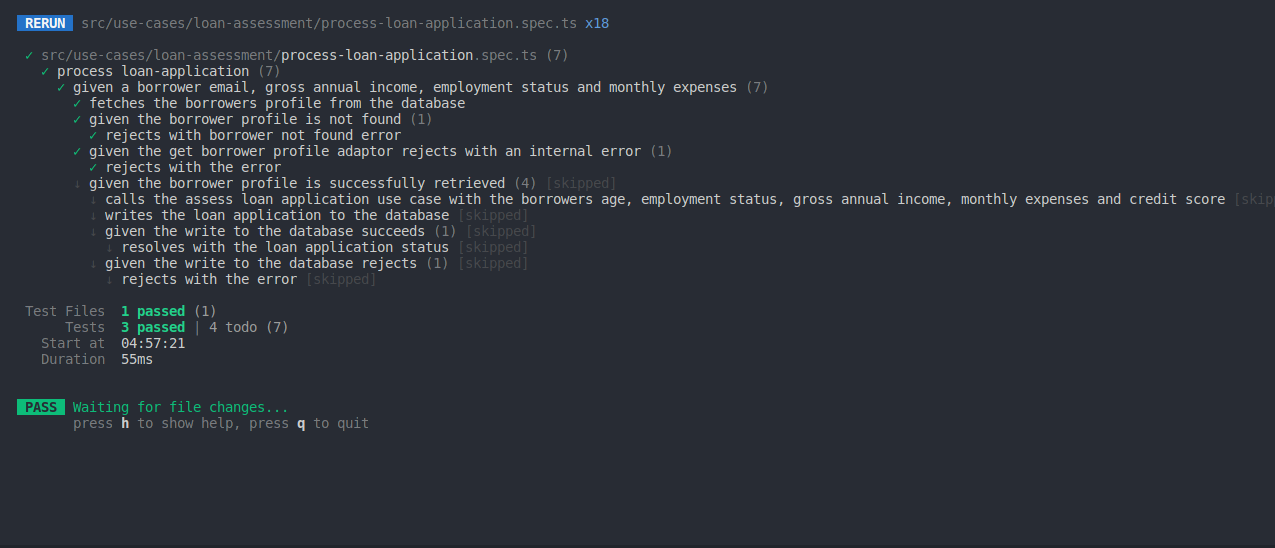 RERUN src/use-cases/loan-assessment/process-loan-application.spec.ts x18
✓ src/use-cases/loan-assessment/process-loan-application.spec.ts (7)
✓ process loan-application (7)
✓ given a borrower email, gross annual income, employment status and monthly expenses (7)
✓ fetches the borrowers profile from the database
✓ given the borrower profile is not found (1)
✓ rejects with borrower not found error
✓ given the get borrower profile adaptor rejects with an internal error (1)
✓ rejects with the error
↓ given the borrower profile is successfully retrieved (4) [skipped]
↓ calls the assess loan application use case with the borrowers age, employment status, gross annual income, monthly expenses and credit score [skip
↓ writes the loan application to the database [skipped]
↓ given the write to the database succeeds (1) [skipped]
↓ resolves with the loan application status [skipped]
↓ given the write to the database rejects (1) [skipped]
↓ rejects with the error [skipped]
Test Files 1 passed (1)
Tests 3 passed | 4 todo (7)
Start at 04:57:21
Duration 55ms
PASS Waiting for file changes...
press h to show help, press q to quit